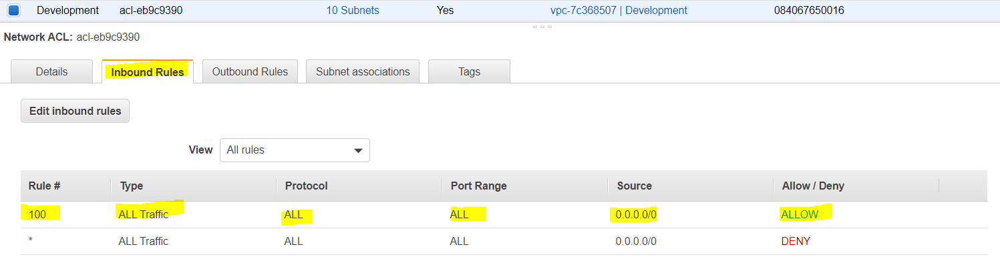 Development acl-eb9c9390 10 Subnets Yes vpc-7c368507 | Development 084067650016
Network ACL: acl-eb9c9390
Details Inbound Rules Outbound Rules Subnet associations Tags
Edit inbound rules
View All rules
Rule # Type Protocol Port Range Source Allow / Deny
100 ALL Traffic ALL ALL 0.0.0.0/0 ALLOW
* ALL Traffic ALL ALL 0.0.0.0/0 DENY